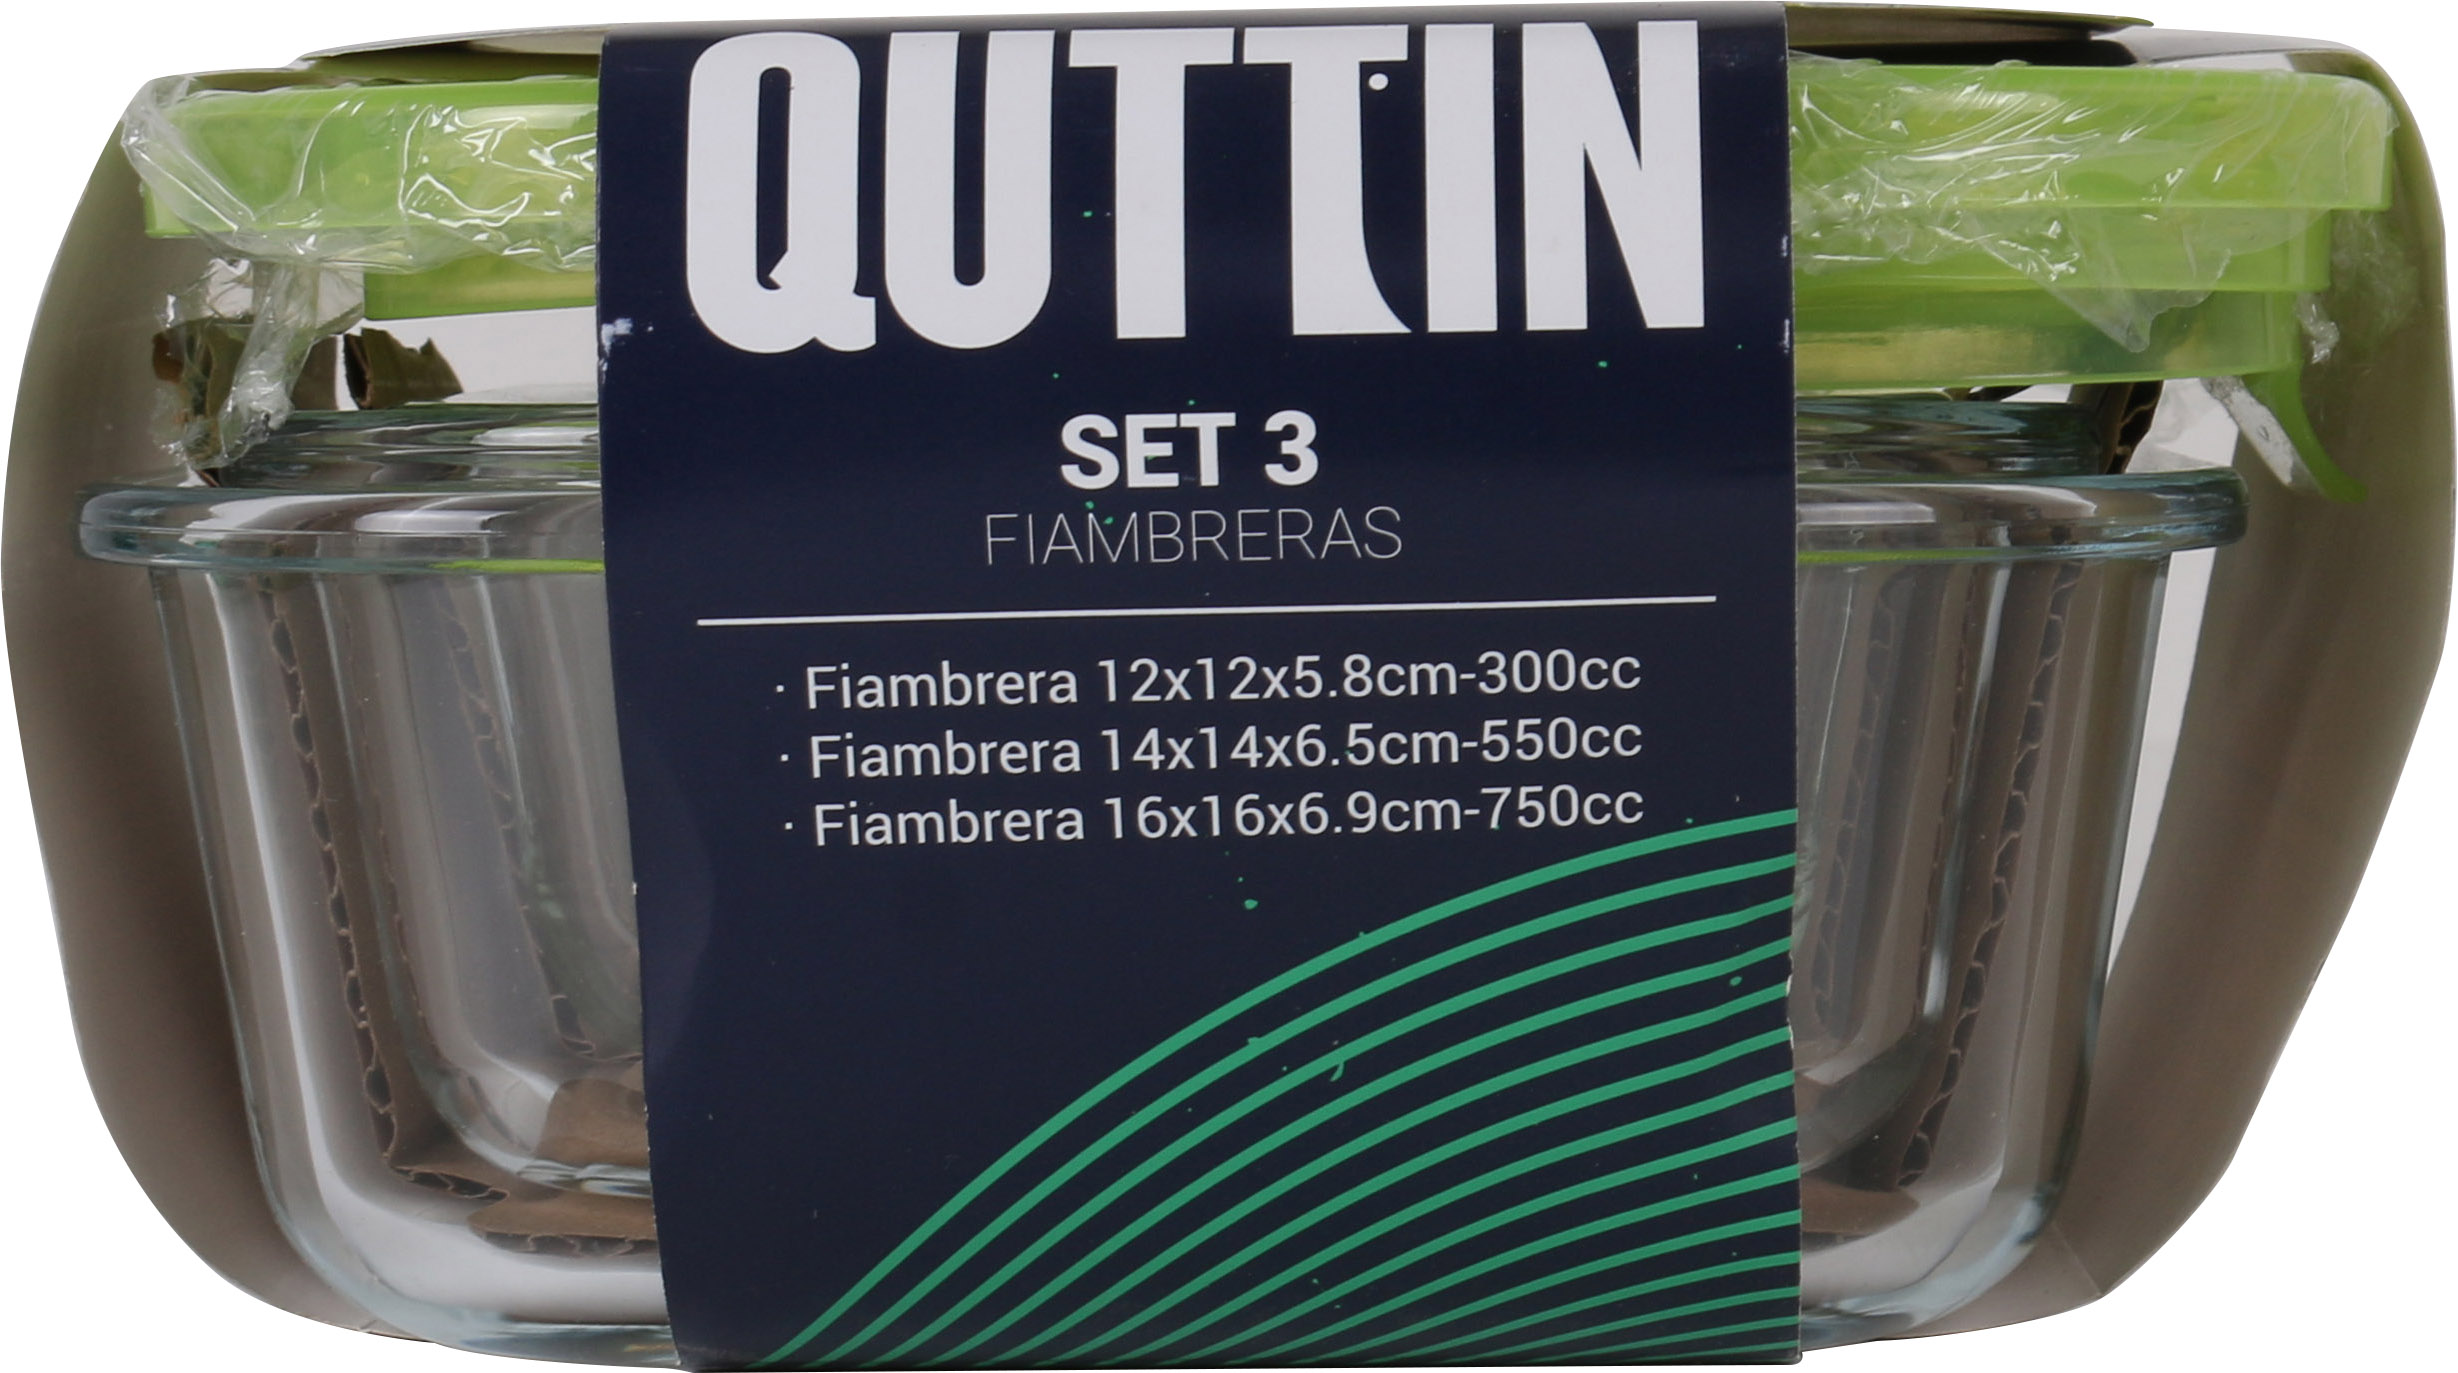 QUTTIN
SET 3
FIAMBRERAS
· Fiambrera 12x12x5.8cm-300cc
· Fiambrera 14x14x6.5cm-550cc
· Fiambrera 16x16x6.9cm-750cc